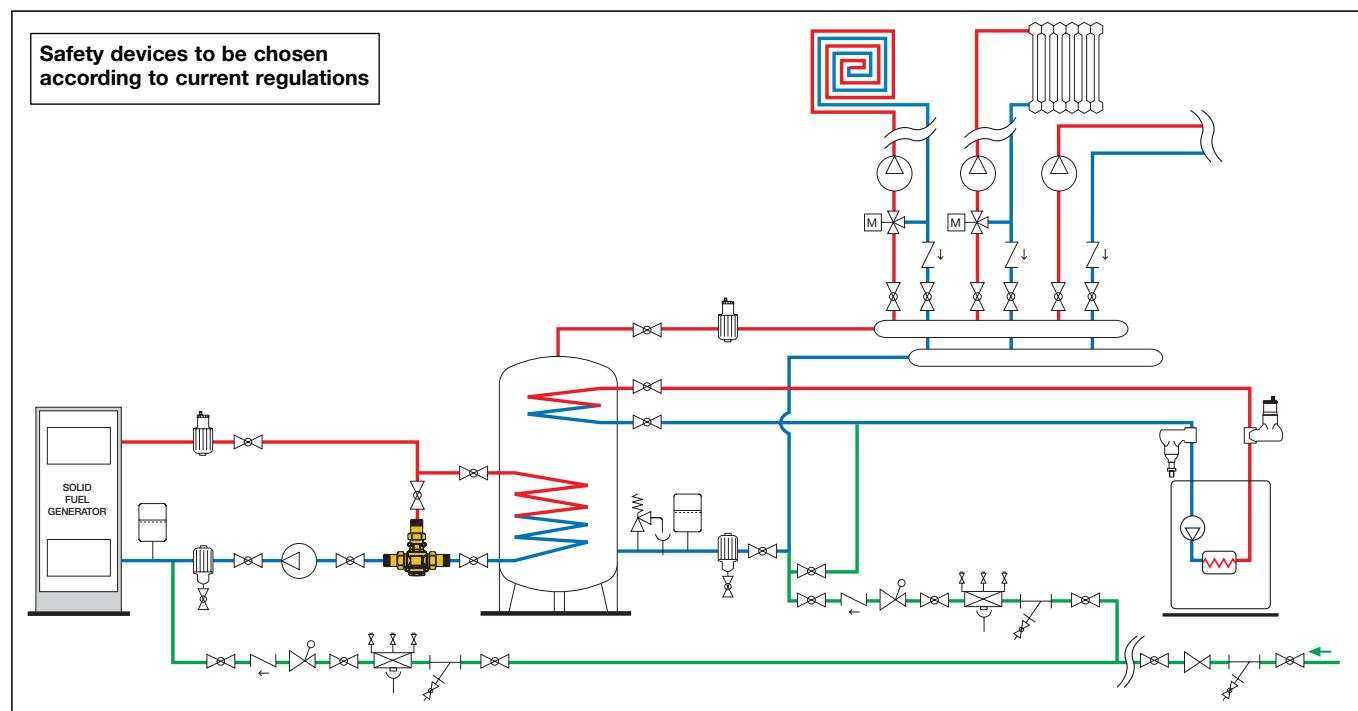 Safety devices to be chosen
according to current regulations
M
M
SOLID
FUEL
GENERATOR